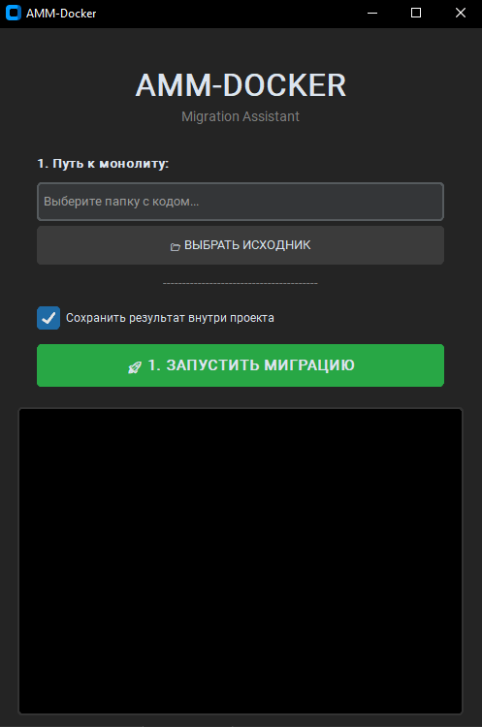 AMM-Docker
AMM-DOCKER
Migration Assistant
1. Путь к монолиту:
Выберите папку с кодом...
ВЫБРАТЬ ИСХОДНИК
----------------------------------------
Сохранить результат внутри проекта
1. ЗАПУСТИТЬ МИГРАЦИЮ